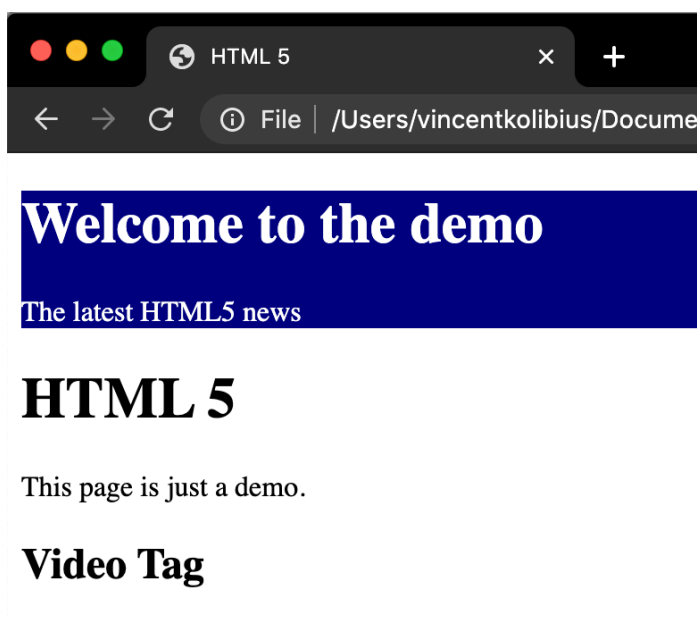 HTML 5
File /Users/vincentkolibius/Docume
Welcome to the demo
The latest HTML5 news
HTML 5
This page is just a demo.
Video Tag